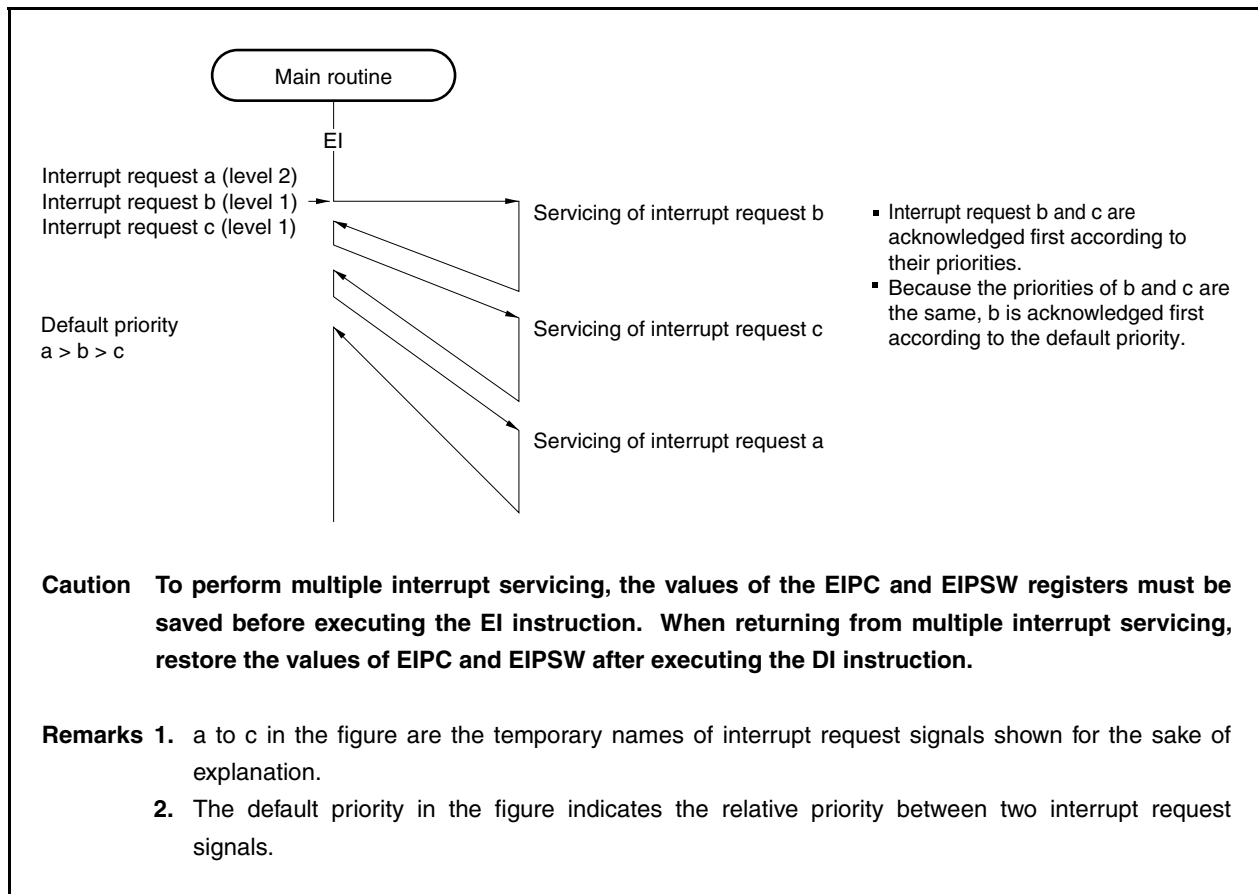 Main routine
EI
Interrupt request a (level 2)
Interrupt request b (level 1)
Interrupt request c (level 1)
Servicing of interrupt request b
▪ Interrupt request b and c are
acknowledged first according to
their priorities.
▪ Because the priorities of b and c are
the same, b is acknowledged first
according to the default priority.
Default priority
a > b > c
Servicing of interrupt request c
Servicing of interrupt request a
Caution To perform multiple interrupt servicing, the values of the EIPC and EIPSW registers must be
saved before executing the EI instruction. When returning from multiple interrupt servicing,
restore the values of EIPC and EIPSW after executing the DI instruction.
Remarks 1. a to c in the figure are the temporary names of interrupt request signals shown for the sake of
explanation.
2. The default priority in the figure indicates the relative priority between two interrupt request
signals.